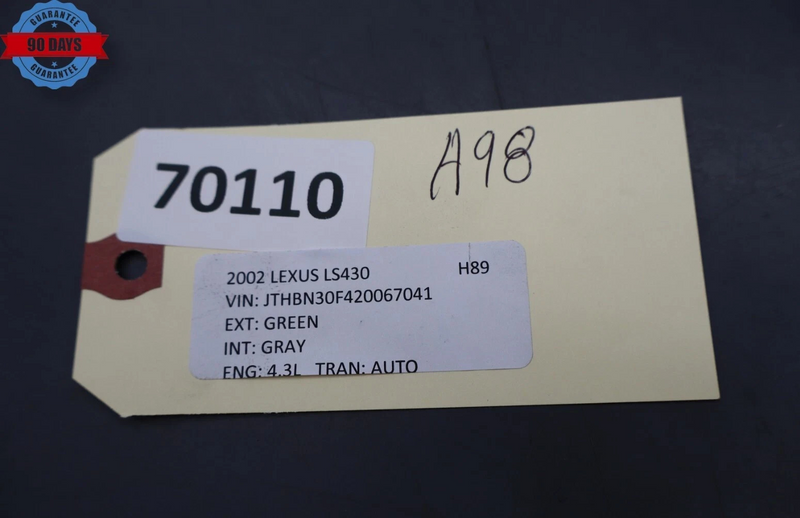 GUARANTEE
90 DAYS
GUARANTEE
70110
A98
2002 LEXUS LS430 H89
VIN: JTHBN30F420067041
EXT: GREEN
INT: GRAY
ENG: 4.3L TRAN: AUTO